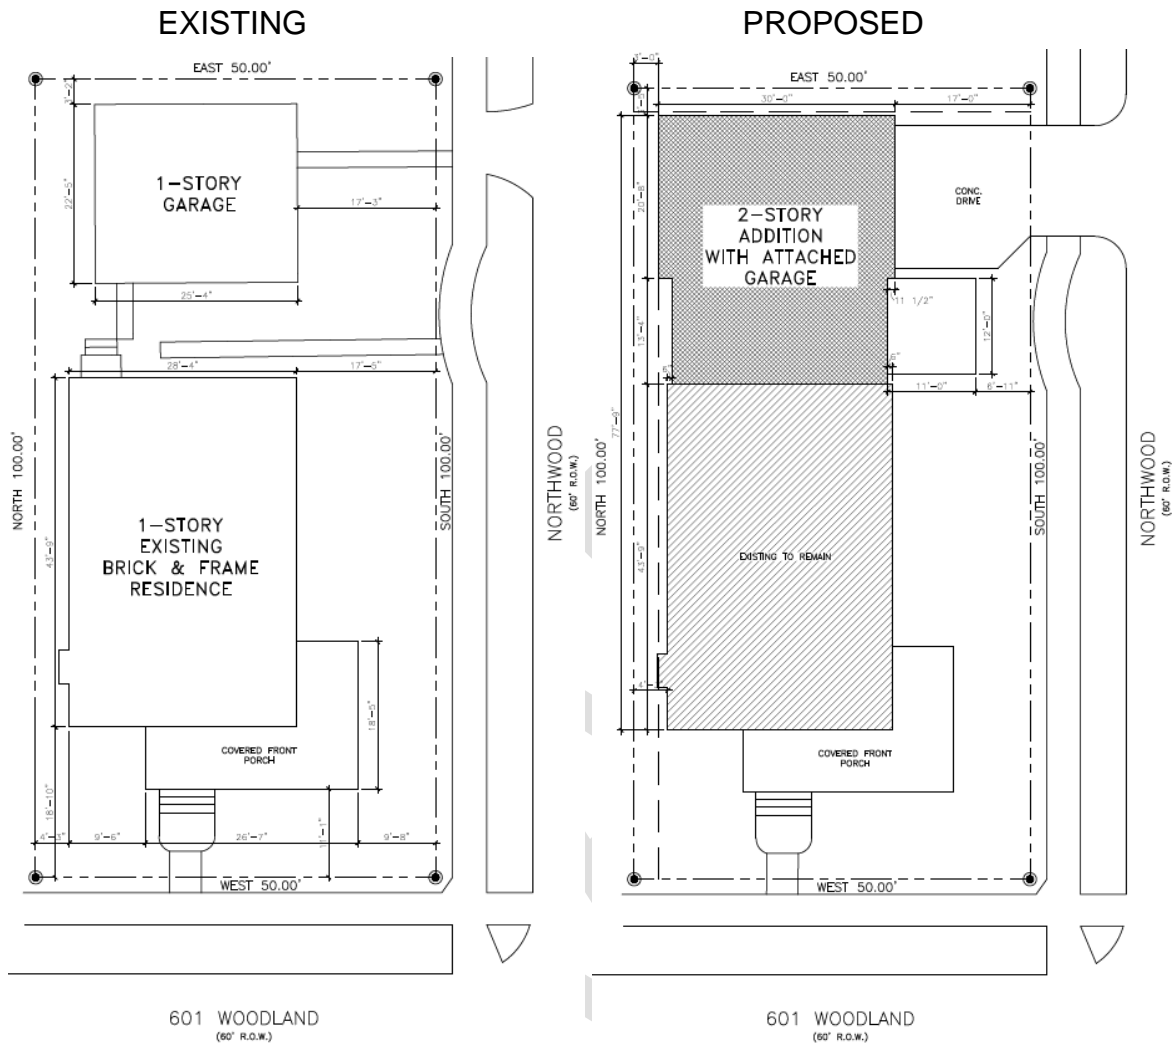 EXISTING
EAST 50.00'
3'-2"
22'-5"
1-STORY
GARAGE
17'-3"
25'-4"
28'-4"
17'-5"
NORTH 100.00'
SOUTH 100.00'
43'-9"
1-STORY
EXISTING
BRICK & FRAME
RESIDENCE
NORTHWOOD
(60' R.O.W.)
18'-5"
COVERED FRONT
PORCH
18'-10"
11'-1"
4'-3"
9'-6"
26'-7"
9'-8"
WEST 50.00'
601 WOODLAND
(60' R.O.W.)
PROPOSED
3'-0"
EAST 50.00'
30'-0"
17'-0"
20'-8"
2-STORY
ADDITION
WITH ATTACHED
GARAGE
CONC.
DRIVE
11 1/2"
13'-4"
12'-0"
6"
6"
11'-0"
6'-11"
77'-9"
NORTH 100.00'
SOUTH 100.00'
43'-9"
EXISTING TO REMAIN
NORTHWOOD
(60' R.O.W.)
COVERED FRONT
PORCH
WEST 50.00'
601 WOODLAND
(60' R.O.W.)